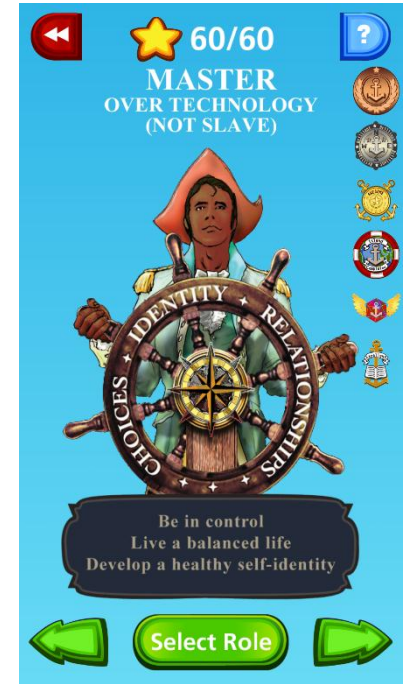 60/60
?
MASTER
OVER TECHNOLOGY
(NOT SLAVE)
CHOICES + IDENTITY + RELATIONSHIPS
Be in control
Live a balanced life
Develop a healthy self-identity
Select Role